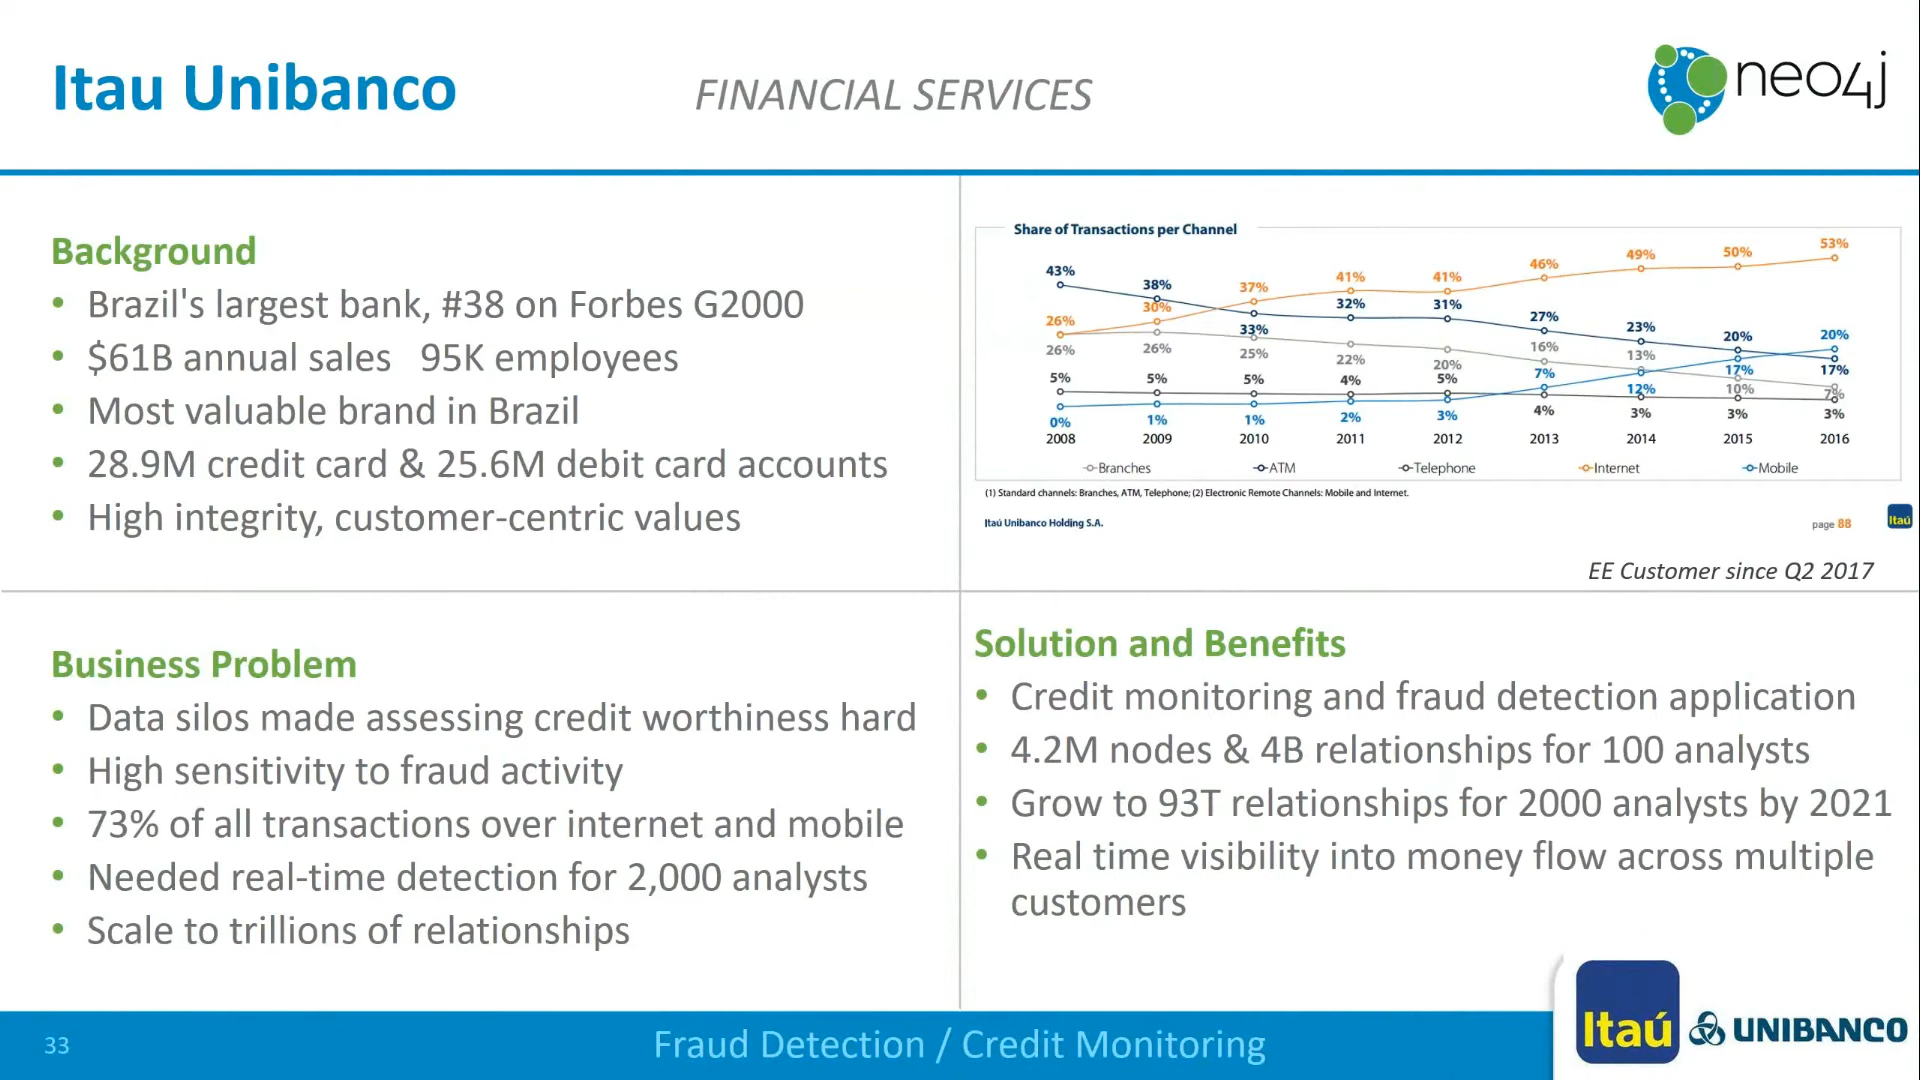 Itau Unibanco
FINANCIAL SERVICES
neo4j
Background
• Brazil's largest bank, #38 on Forbes G2000
• $61B annual sales 95K employees
• Most valuable brand in Brazil
• 28.9M credit card & 25.6M debit card accounts
• High integrity, customer-centric values
Share of Transactions per Channel
43% 38% 33% 32% 31% 27% 23% 20% 17%
26% 30% 37% 41% 41% 46% 49% 50% 53%
26% 26% 25% 22% 20% 16% 13% 10% 7%
5% 5% 5% 4% 5% 4% 3% 3% 3%
0% 1% 1% 2% 3% 7% 12% 17% 20%
2008 2009 2010 2011 2012 2013 2014 2015 2016
Branches ATM Telephone Internet Mobile
(1) Standard channels: Branches, ATM, Telephone; (2) Electronic Remote Channels: Mobile and Internet.
Itaú Unibanco Holding S.A.
page 88
Itaú
EE Customer since Q2 2017
Business Problem
• Data silos made assessing credit worthiness hard
• High sensitivity to fraud activity
• 73% of all transactions over internet and mobile
• Needed real-time detection for 2,000 analysts
• Scale to trillions of relationships
Solution and Benefits
• Credit monitoring and fraud detection application
• 4.2M nodes & 4B relationships for 100 analysts
• Grow to 93T relationships for 2000 analysts by 2021
• Real time visibility into money flow across multiple
customers
33
Fraud Detection / Credit Monitoring
Itaú UNIBANCO